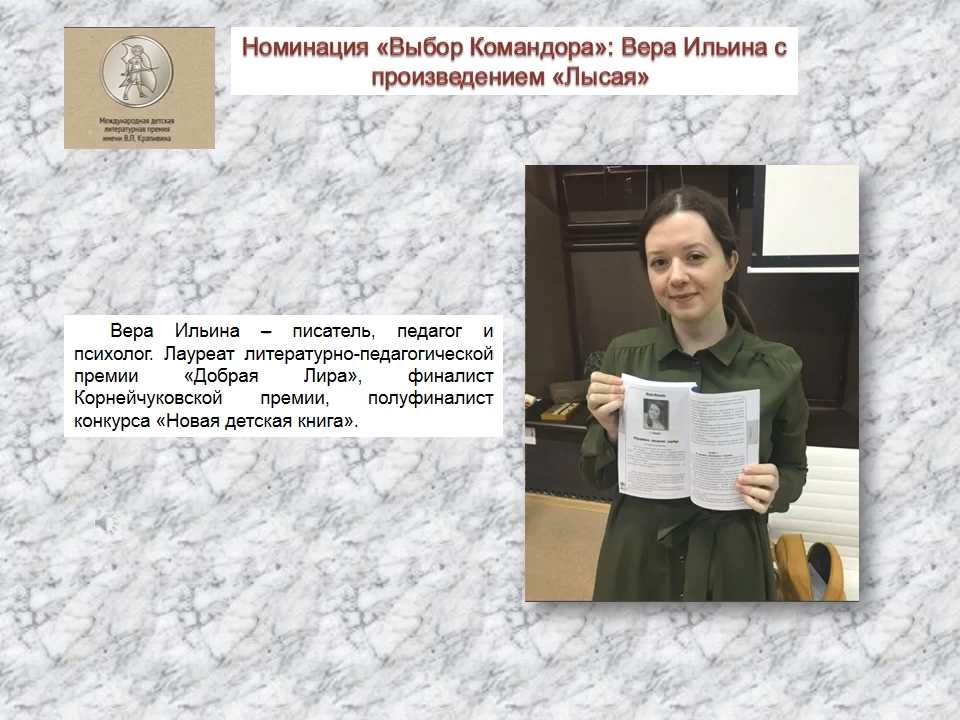 Номинация «Выбор Командора»: Вера Ильина с
произведением «Лысая»
Международная детская
литературная премия
имени В.П. Крапивина
Вера Ильина – писатель, педагог и
психолог. Лауреат литературно-педагогической
премии «Добрая Лира», финалист
Корнейчуковской премии, полуфиналист
конкурса «Новая детская книга».